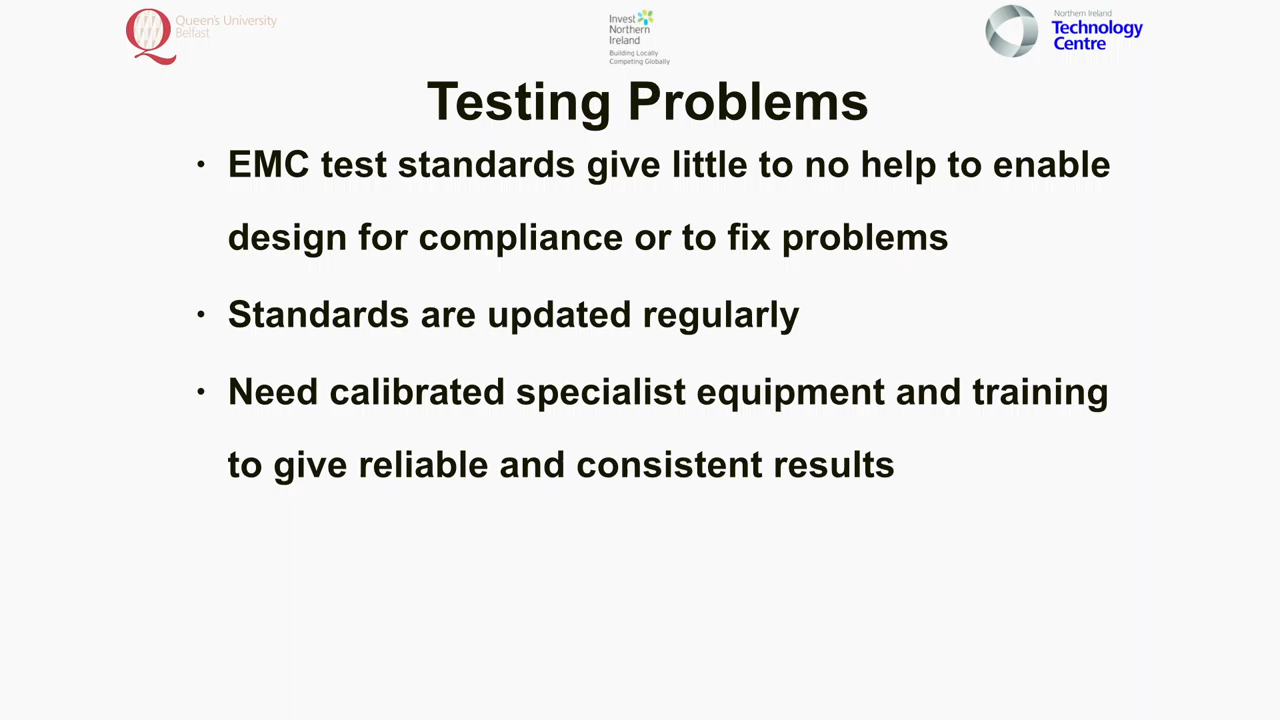 Queen's University
Belfast
Invest
Northern
Ireland
Building Locally
Competing Globally
Northern Ireland
Technology
Centre
Testing Problems
· EMC test standards give little to no help to enable
design for compliance or to fix problems
· Standards are updated regularly
· Need calibrated specialist equipment and training
to give reliable and consistent results